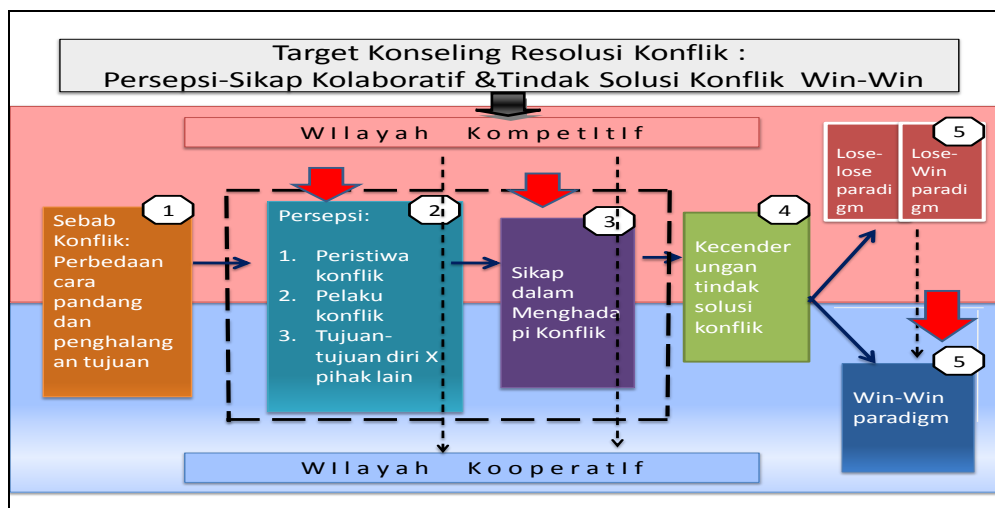 Target Konseling Resolusi Konflik :
Persepsi-Sikap Kolaboratif &Tindak Solusi Konflik Win-Win
WIlayah KompetItIf
1
Sebab
Konflik:
Perbedaan
cara
pandang
dan
penghalang
an tujuan
2
Persepsi:
1. Peristiwa
konflik
2. Pelaku
konflik
3. Tujuan-
tujuan diri X
pihak lain
3
Sikap
dalam
Menghada
pi Konflik
4
Kecender
ungan
tindak
solusi
konflik
Lose-
lose
paradi
gm
5
Lose-
Win
paradi
gm
5
Win-Win
paradigm
WIlayah KooperatIf